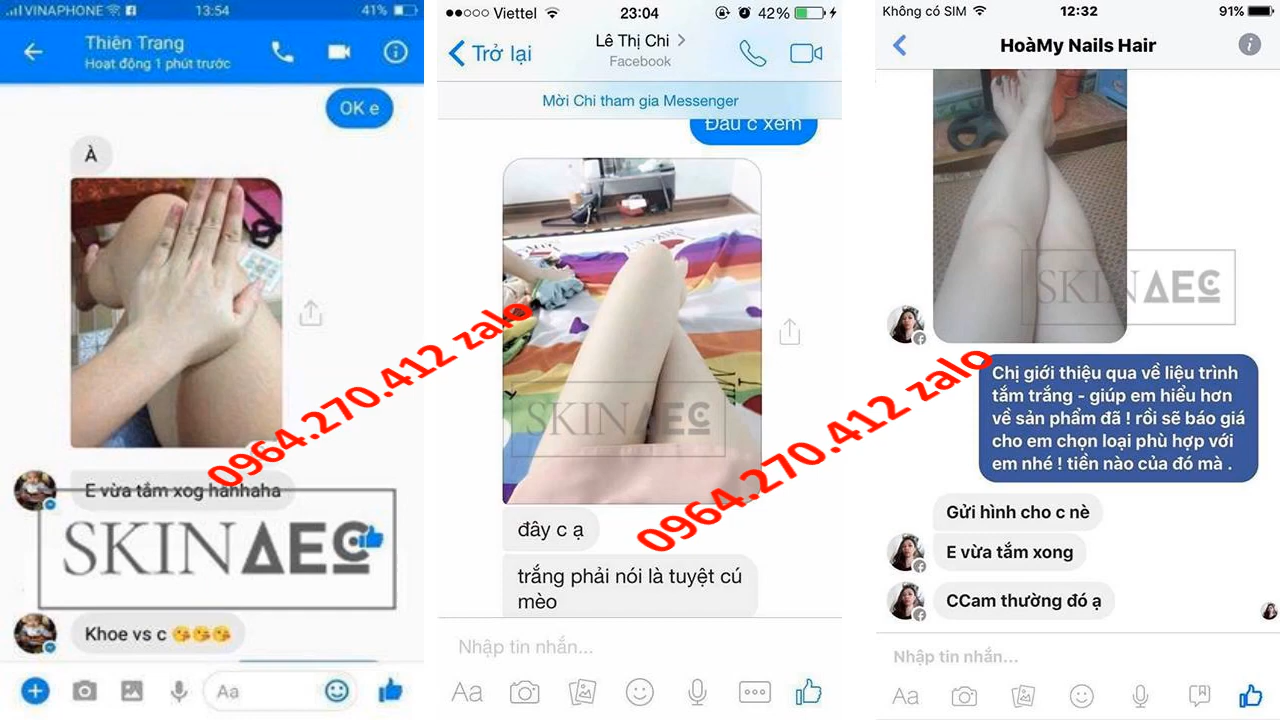 VINAPHONE
13:54
41%
Thiên Trang
Hoạt động 1 phút trước
OK e
À
E vừa tắm xog hahhaha
SKINAEC
Khoe vs c 😘😘😘
Aa
Viettel
23:04
42%
Trở lại
Lê Thị Chi
Facebook
Mời Chi tham gia Messenger
Đâu c xem
SKINAEC
đây c ạ
trắng phải nói là tuyệt cú
mèo
Nhập tin nhắn...
Aa
Không có SIM
12:32
91%
HoàMy Nails Hair
SKINAEC
Chị giới thiệu qua về liệu trình
tắm trắng - giúp em hiểu hơn
về sản phẩm đã ! rồi sẽ báo giá
cho em chọn loại phù hợp với
em nhé ! tiền nào của đó mà .
Gửi hình cho c nè
E vừa tắm xong
CCam thường đó ạ
Nhập tin nhắn...
Aa
0964.270.412 zalo
0964.270.412 zalo